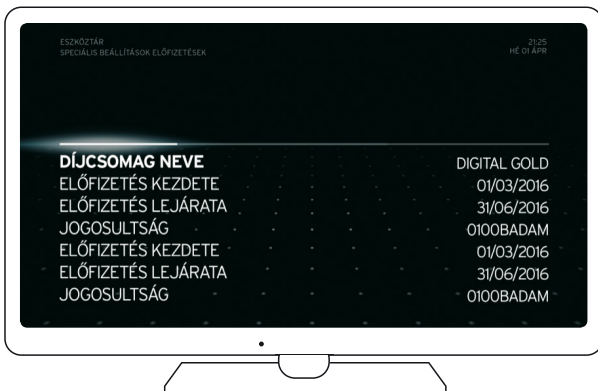 ESZKÖZTÁR 21:25
SPECIÁLIS BEÁLLÍTÁSOK ELŐFIZETÉSEK HÉ 01 ÁPR
DÍJCSOMAG NEVE DIGITAL GOLD
ELŐFIZETÉS KEZDETE 01/03/2016
ELŐFIZETÉS LEJÁRATA 31/06/2016
JOGOSULTSÁG 0100BADAM
ELŐFIZETÉS KEZDETE 01/03/2016
ELŐFIZETÉS LEJÁRATA 31/06/2016
JOGOSULTSÁG 0100BADAM